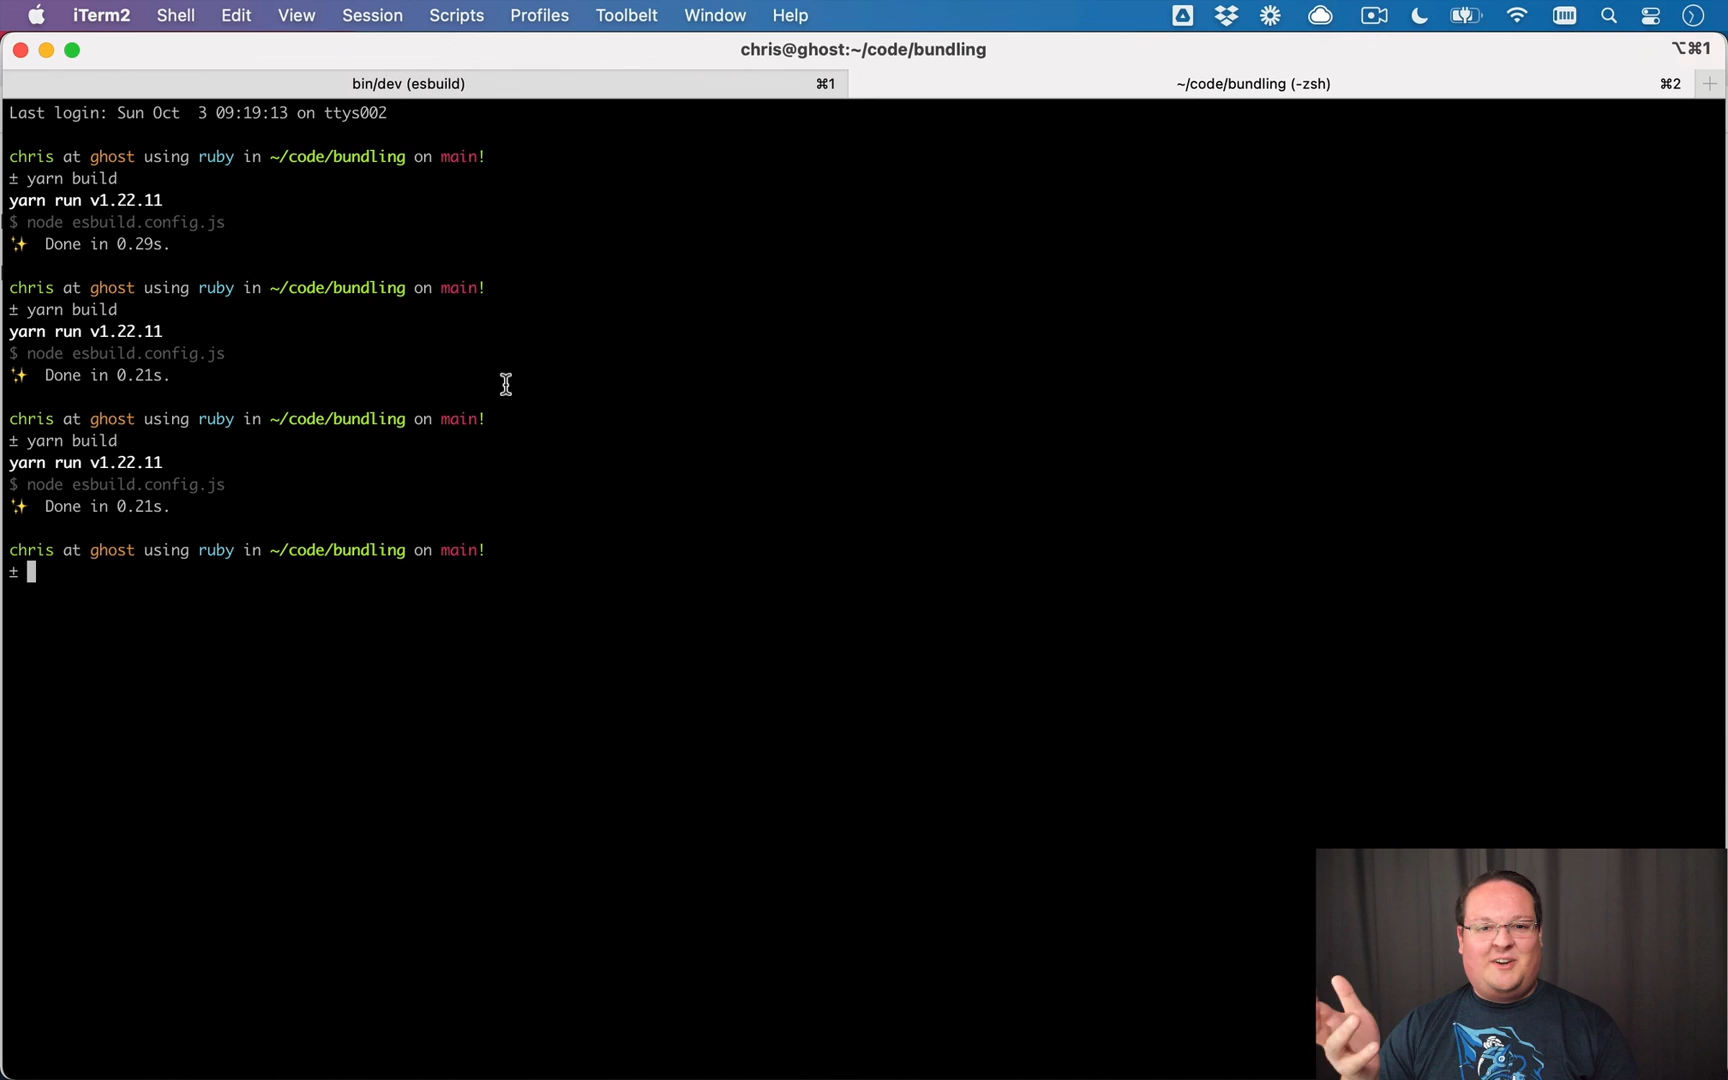 iTerm2 Shell Edit View Session Scripts Profiles Toolbelt Window Help
chris@ghost:~/code/bundling ⌥⌘1
bin/dev (esbuild) ⌘1 ~/code/bundling (-zsh) ⌘2
Last login: Sun Oct  3 09:19:13 on ttys002
chris at ghost using ruby in ~/code/bundling on main!
± yarn build
yarn run v1.22.11
$ node esbuild.config.js
✨  Done in 0.29s.
chris at ghost using ruby in ~/code/bundling on main!
± yarn build
yarn run v1.22.11
$ node esbuild.config.js
✨  Done in 0.21s.
chris at ghost using ruby in ~/code/bundling on main!
± yarn build
yarn run v1.22.11
$ node esbuild.config.js
✨  Done in 0.21s.
chris at ghost using ruby in ~/code/bundling on main!
±